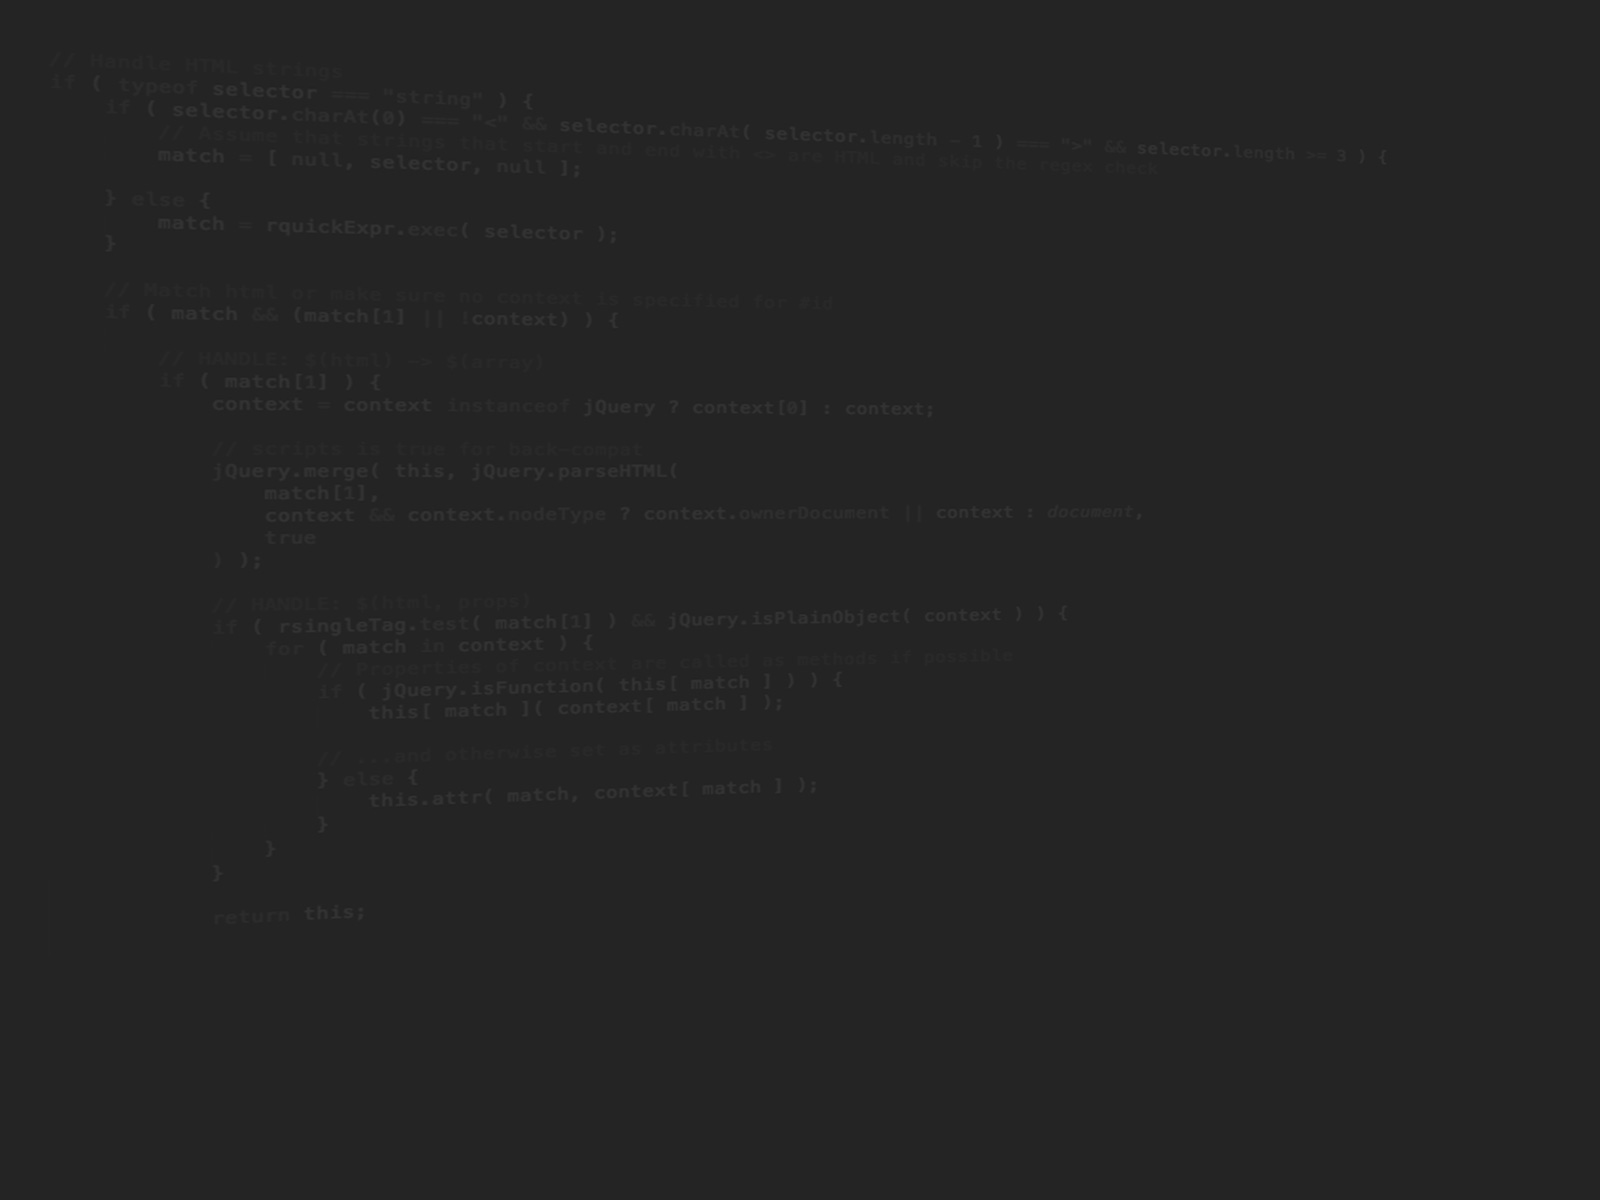 // Handle HTML strings
if ( typeof selector === "string" ) {
if ( selector.charAt(0) === "<" && selector.charAt( selector.length - 1 ) === ">" && selector.length >= 3 ) {
// Assume that strings that start and end with <> are HTML and skip the regex check
match = [ null, selector, null ];
} else {
match = rquickExpr.exec( selector );
}
// Match html or make sure no context is specified for #id
if ( match && (match[1] || !context) ) {
// HANDLE: $(html) -> $(array)
if ( match[1] ) {
context = context instanceof jQuery ? context[0] : context;
// scripts is true for back-compat
jQuery.merge( this, jQuery.parseHTML(
match[1],
context && context.nodeType ? context.ownerDocument || context : document,
true
) );
// HANDLE: $(html, props)
if ( rsingleTag.test( match[1] ) && jQuery.isPlainObject( context ) ) {
for ( match in context ) {
// Properties of context are called as methods if possible
if ( jQuery.isFunction( this[ match ] ) ) {
this[ match ]( context[ match ] );
// ...and otherwise set as attributes
} else {
this.attr( match, context[ match ] );
}
}
}
return this;